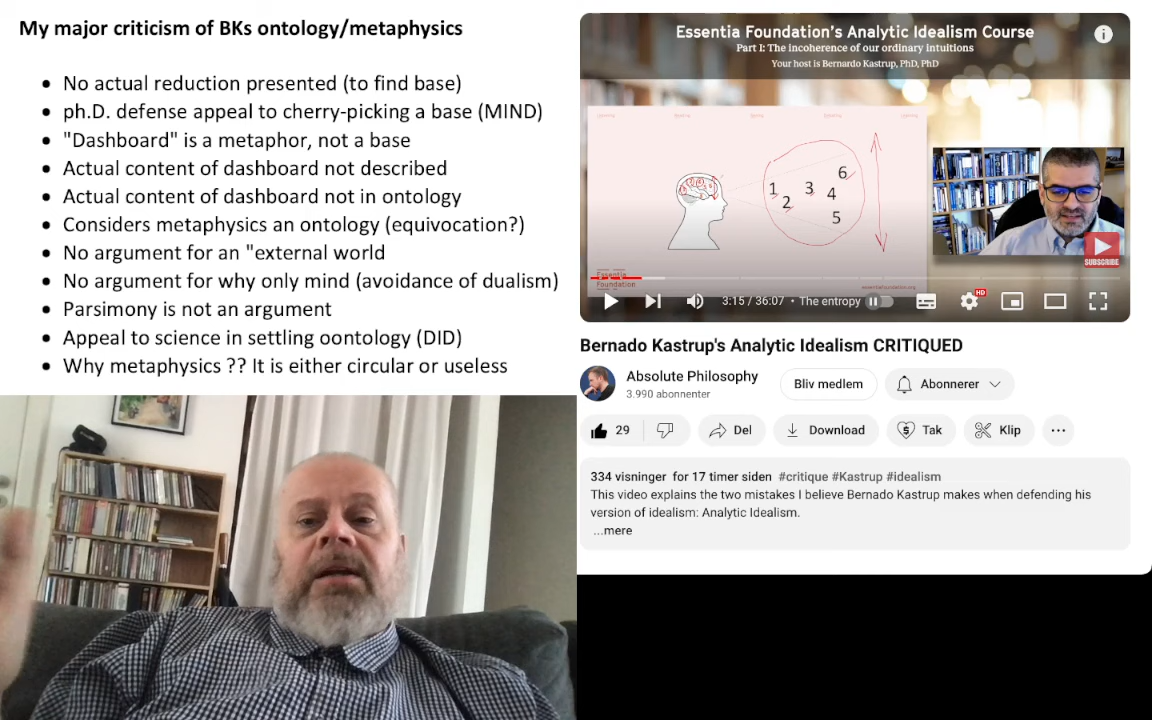 My major criticism of BKs ontology/metaphysics
• No actual reduction presented (to find base)
• ph.D. defense appeal to cherry-picking a base (MIND)
• "Dashboard" is a metaphor, not a base
• Actual content of dashboard not described
• Actual content of dashboard not in ontology
• Considers metaphysics an ontology (equivocation?)
• No argument for an "external world
• No argument for why only mind (avoidance of dualism)
• Parsimony is not an argument
• Appeal to science in settling oontology (DID)
• Why metaphysics ?? It is either circular or useless
Essentia Foundation's Analytic Idealism Course
Part I: The incoherence of our ordinary intuitions
Your host is Bernardo Kastrup, PhD, PhD
1 2 3 4 5 6
Essentia
Foundation
essentiafoundation.org
SUBSCRIBE
3:15 / 36:07 • The entropy
HD
Bernado Kastrup's Analytic Idealism CRITIQUED
Absolute Philosophy
3.990 abonnenter
Bliv medlem
Abonnerer
29
Del
Download
Tak
Klip
334 visninger for 17 timer siden #critique #Kastrup #idealism
This video explains the two mistakes I believe Bernado Kastrup makes when defending his
version of idealism: Analytic Idealism.
...mere